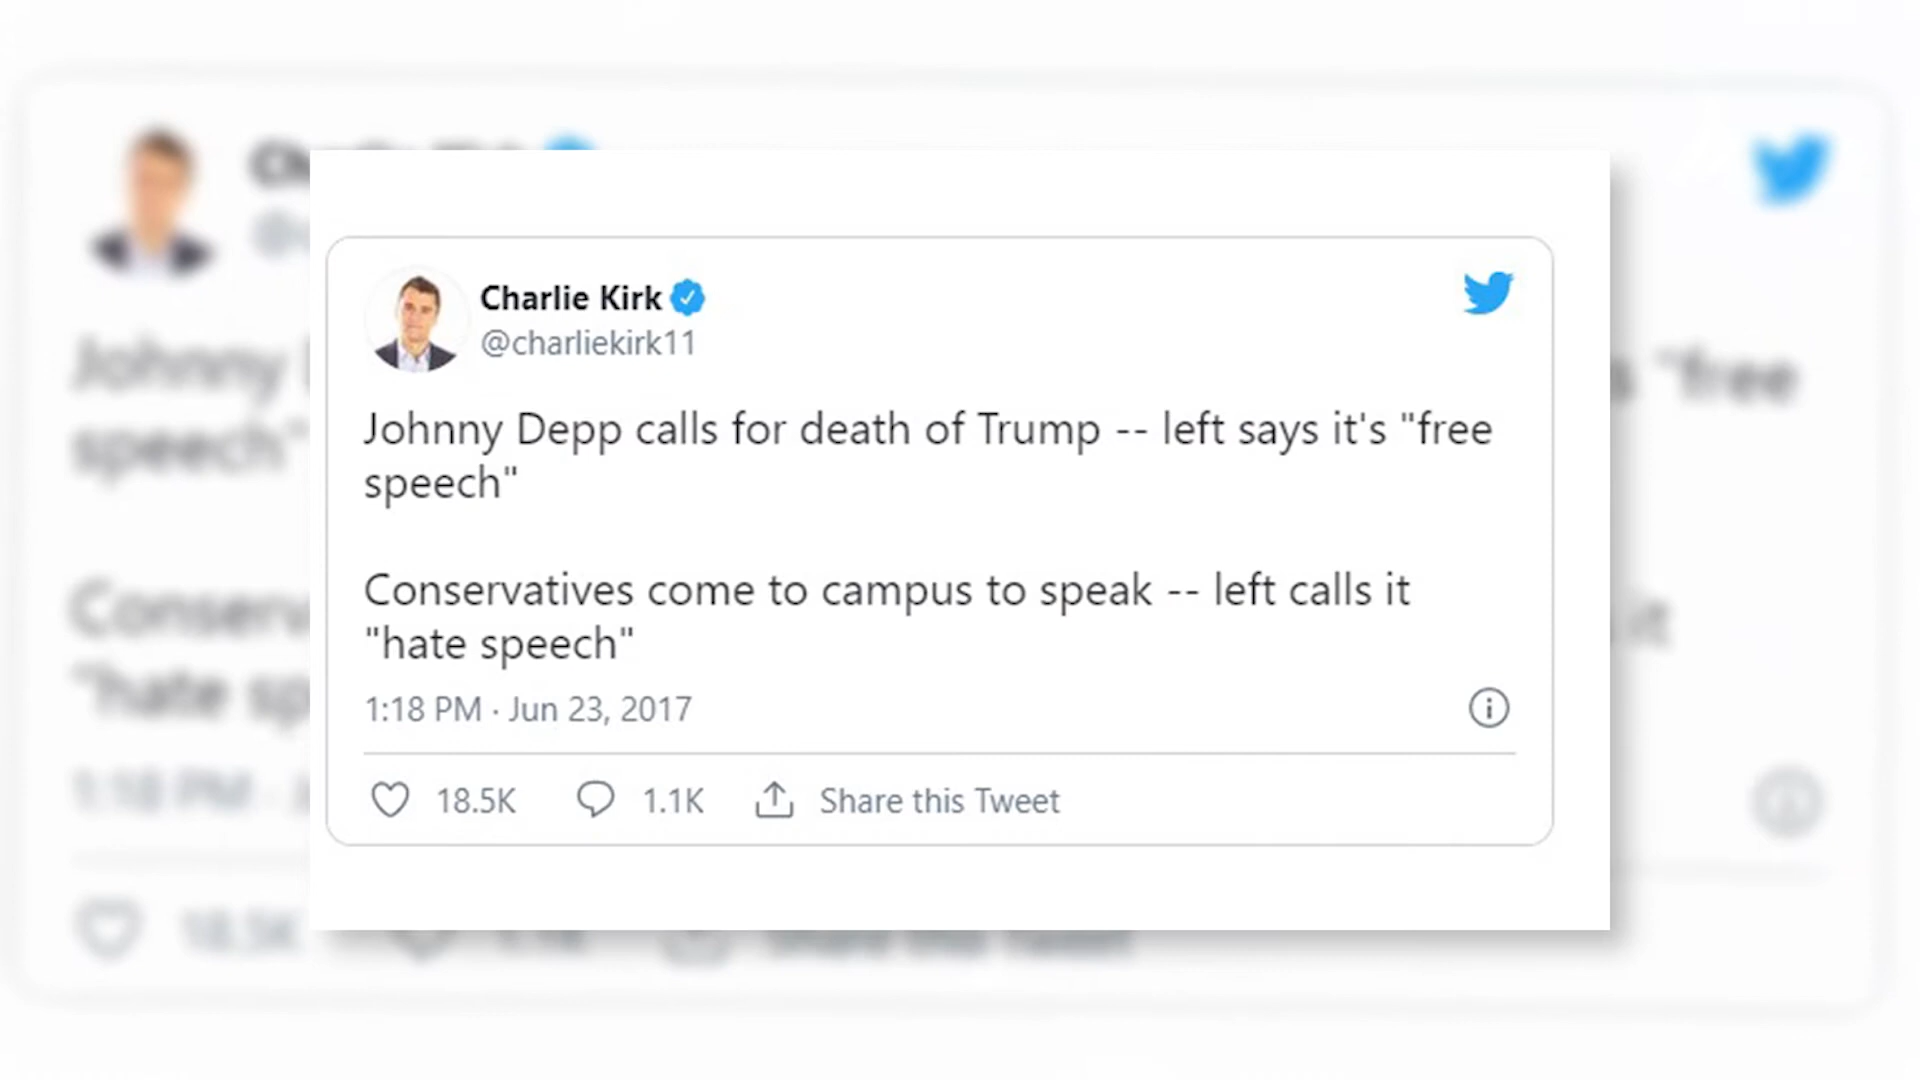 Charlie Kirk
@charliekirk11
Johnny Depp calls for death of Trump -- left says it's "free
speech"
Conservatives come to campus to speak -- left calls it
"hate speech"
1:18 PM · Jun 23, 2017
18.5K 1.1K Share this Tweet